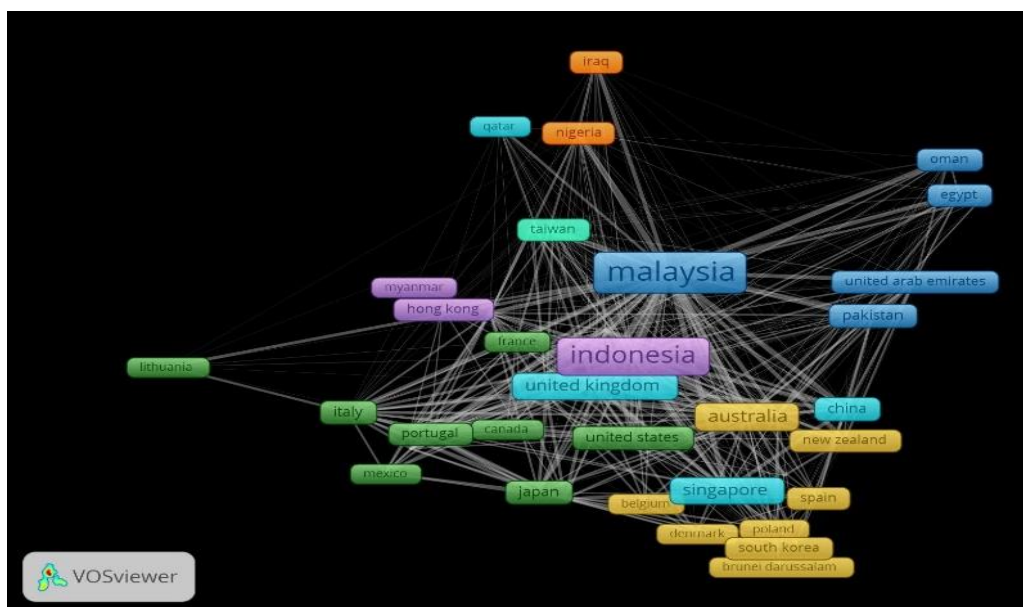 iraq
qatar
nigeria
oman
egypt
taiwan
malaysia
united arab emirates
myanmar
hong kong
pakistan
france
indonesia
lithuania
united kingdom
italy
china
australia
portugal
canada
united states
new zealand
mexico
japan
singapore
spain
belgium
denmark
poland
south korea
brunei darussalam
VOSviewer